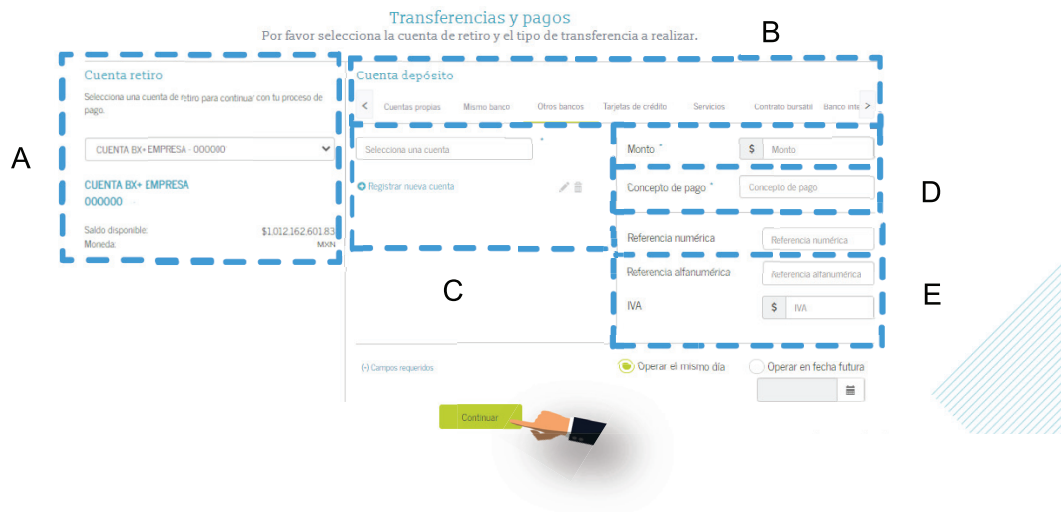 Transferencias y pagos
Por favor selecciona la cuenta de retiro y el tipo de transferencia a realizar.
A
Cuenta retiro
Selecciona una cuenta de retiro para continuar con tu proceso de
pago.
CUENTA BX+ EMPRESA - 000000
CUENTA BX+ EMPRESA
000000
Saldo disponible: $1.012.162.601.83
Moneda: MXN
B
Cuenta depósito
< Cuentas propias Mismo banco Otros bancos Tarjetas de crédito Servicios Contrato bursátil Banco inte >
Selecciona una cuenta *
Registrar nueva cuenta
C
Monto * $ Monto
Concepto de pago * Concepto de pago
D
Referencia numérica Referencia numérica
Referencia alfanumérica Referencia alfanumérica
E
IVA $ IVA
(*) Campos requeridos
Operar el mismo día Operar en fecha futura
Continuar